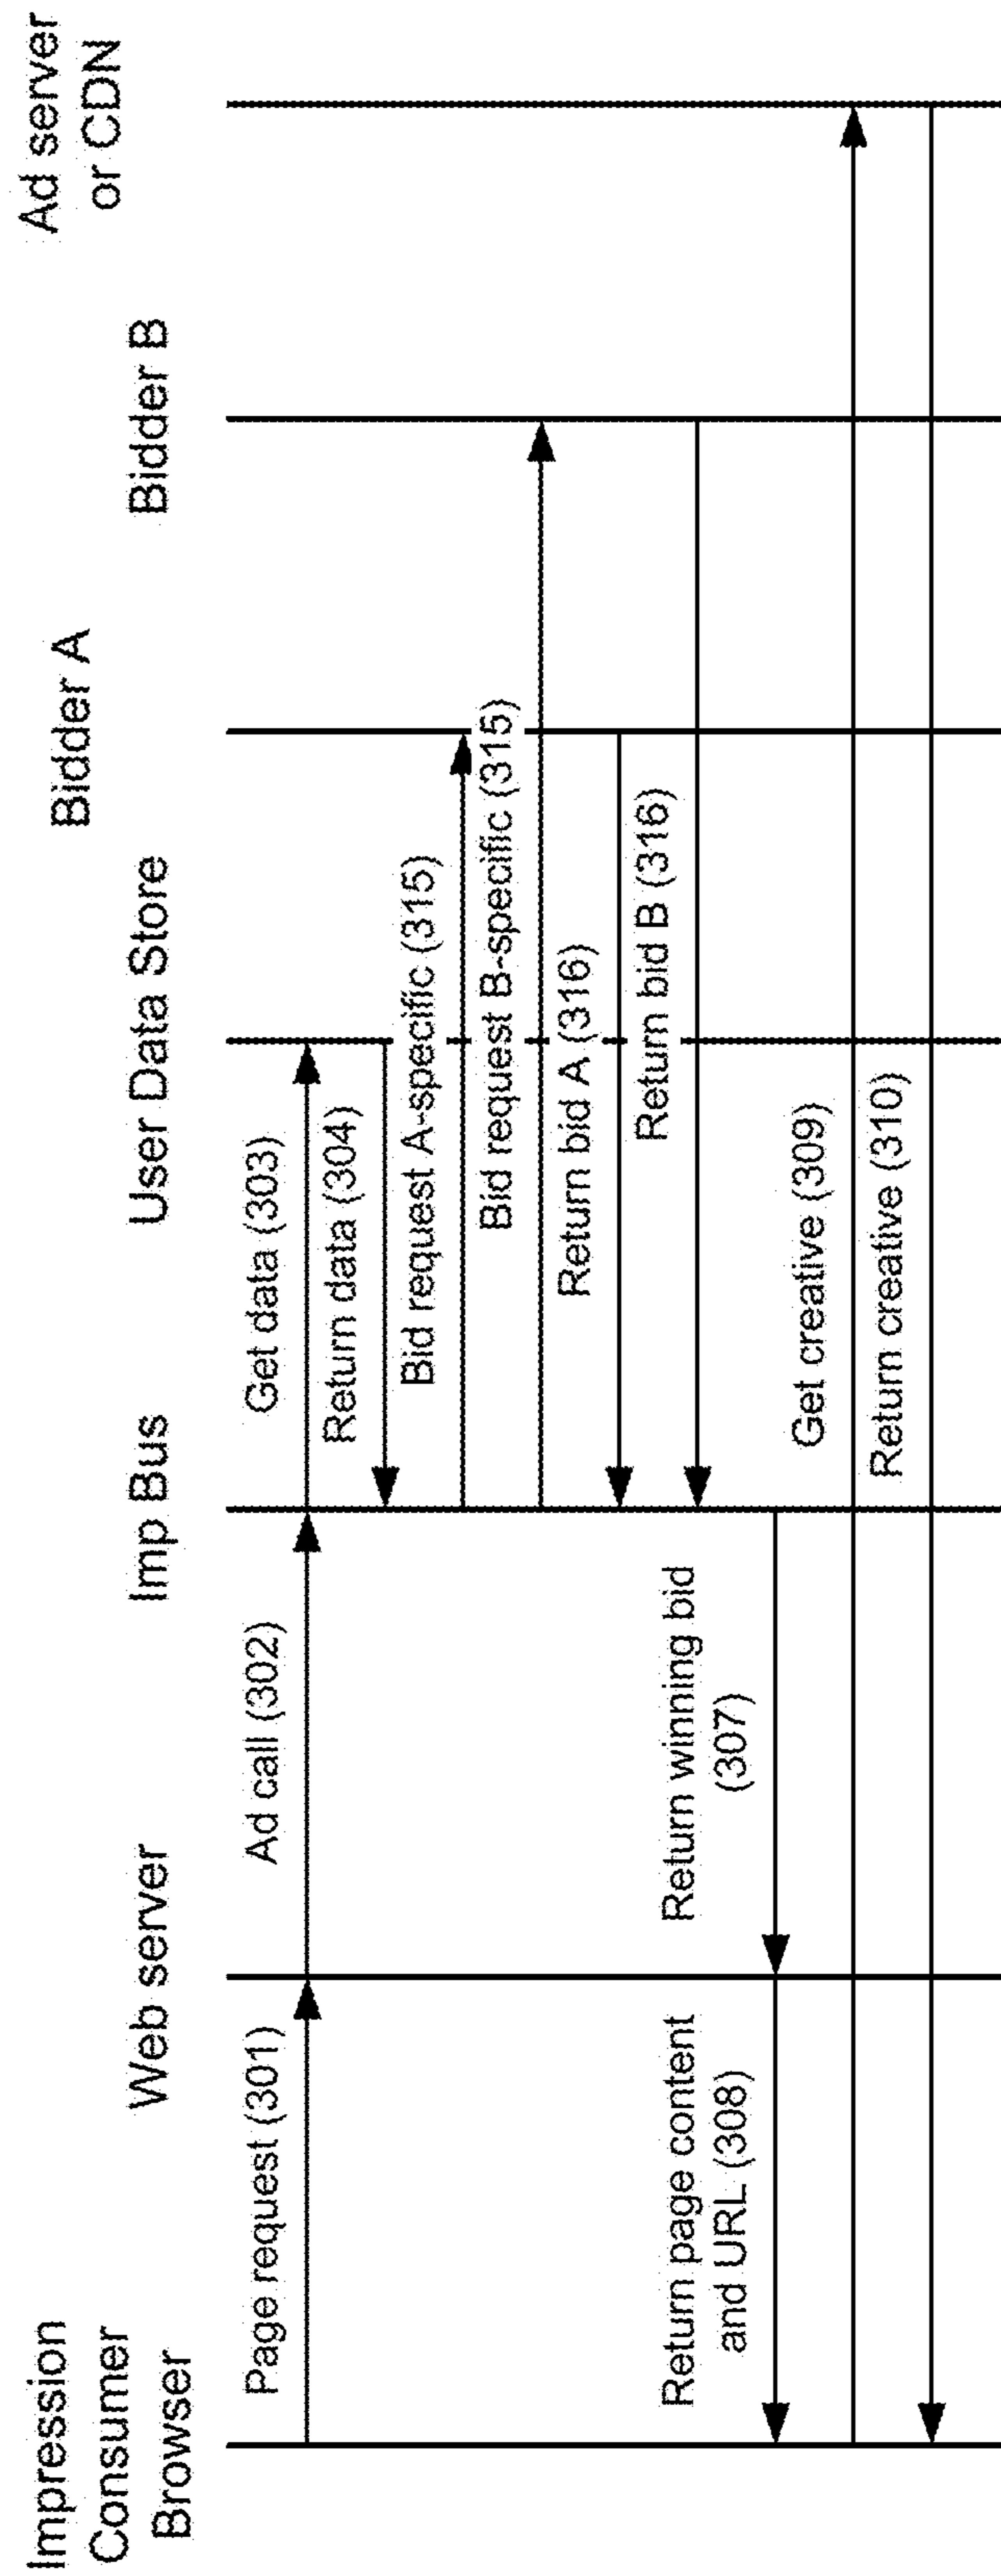 Impression
Consumer
Browser
Web server
Imp Bus
User Data Store
Bidder A
Bidder B
Ad server
or CDN
Page request (301)
Ad call (302)
Get data (303)
Return data (304)
Bid request A-specific (315)
Bid request B-specific (315)
Return bid A (316)
Return bid B (316)
Return winning bid
(307)
Return page content
and URL (308)
Get creative (309)
Return creative (310)